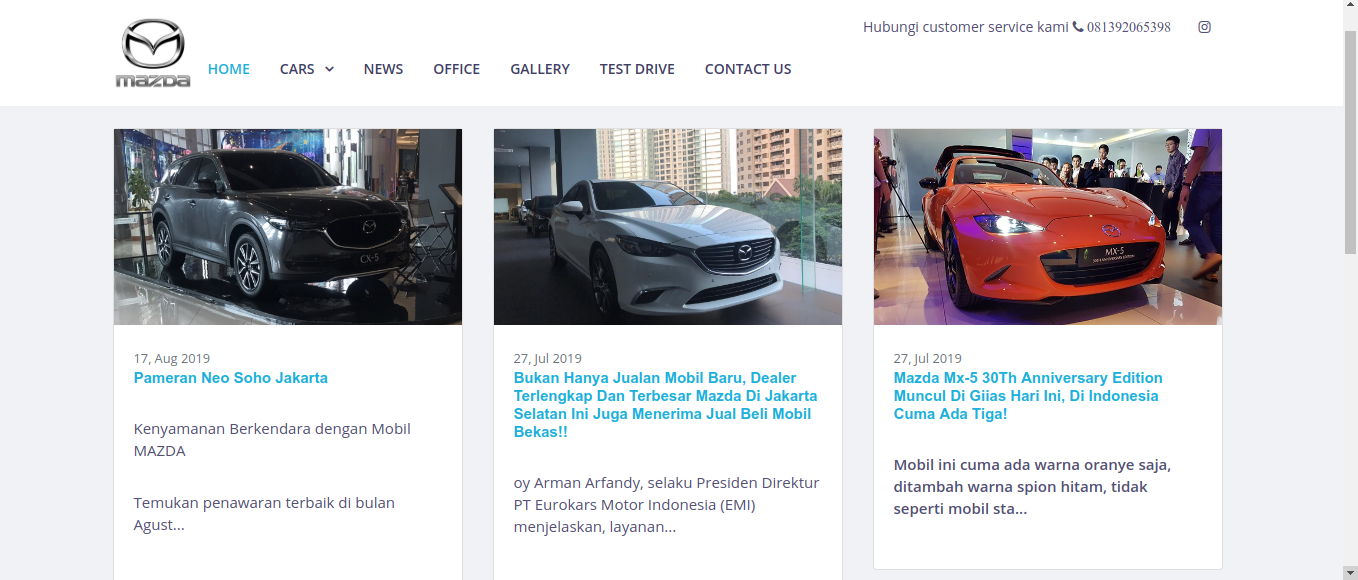 Hubungi customer service kami 081392065398
mazda
HOME CARS NEWS OFFICE GALLERY TEST DRIVE CONTACT US
CX-5
MX-5
17, Aug 2019
Pameran Neo Soho Jakarta
Kenyamanan Berkendara dengan Mobil
MAZDA
Temukan penawaran terbaik di bulan
Agust...
27, Jul 2019
Bukan Hanya Jualan Mobil Baru, Dealer
Terlengkap Dan Terbesar Mazda Di Jakarta
Selatan Ini Juga Menerima Jual Beli Mobil
Bekas!!
oy Arman Arfandy, selaku Presiden Direktur
PT Eurokars Motor Indonesia (EMI)
menjelaskan, layanan...
27, Jul 2019
Mazda Mx-5 30Th Anniversary Edition
Muncul Di Giias Hari Ini, Di Indonesia
Cuma Ada Tiga!
Mobil ini cuma ada warna oranye saja,
ditambah warna spion hitam, tidak
seperti mobil sta...